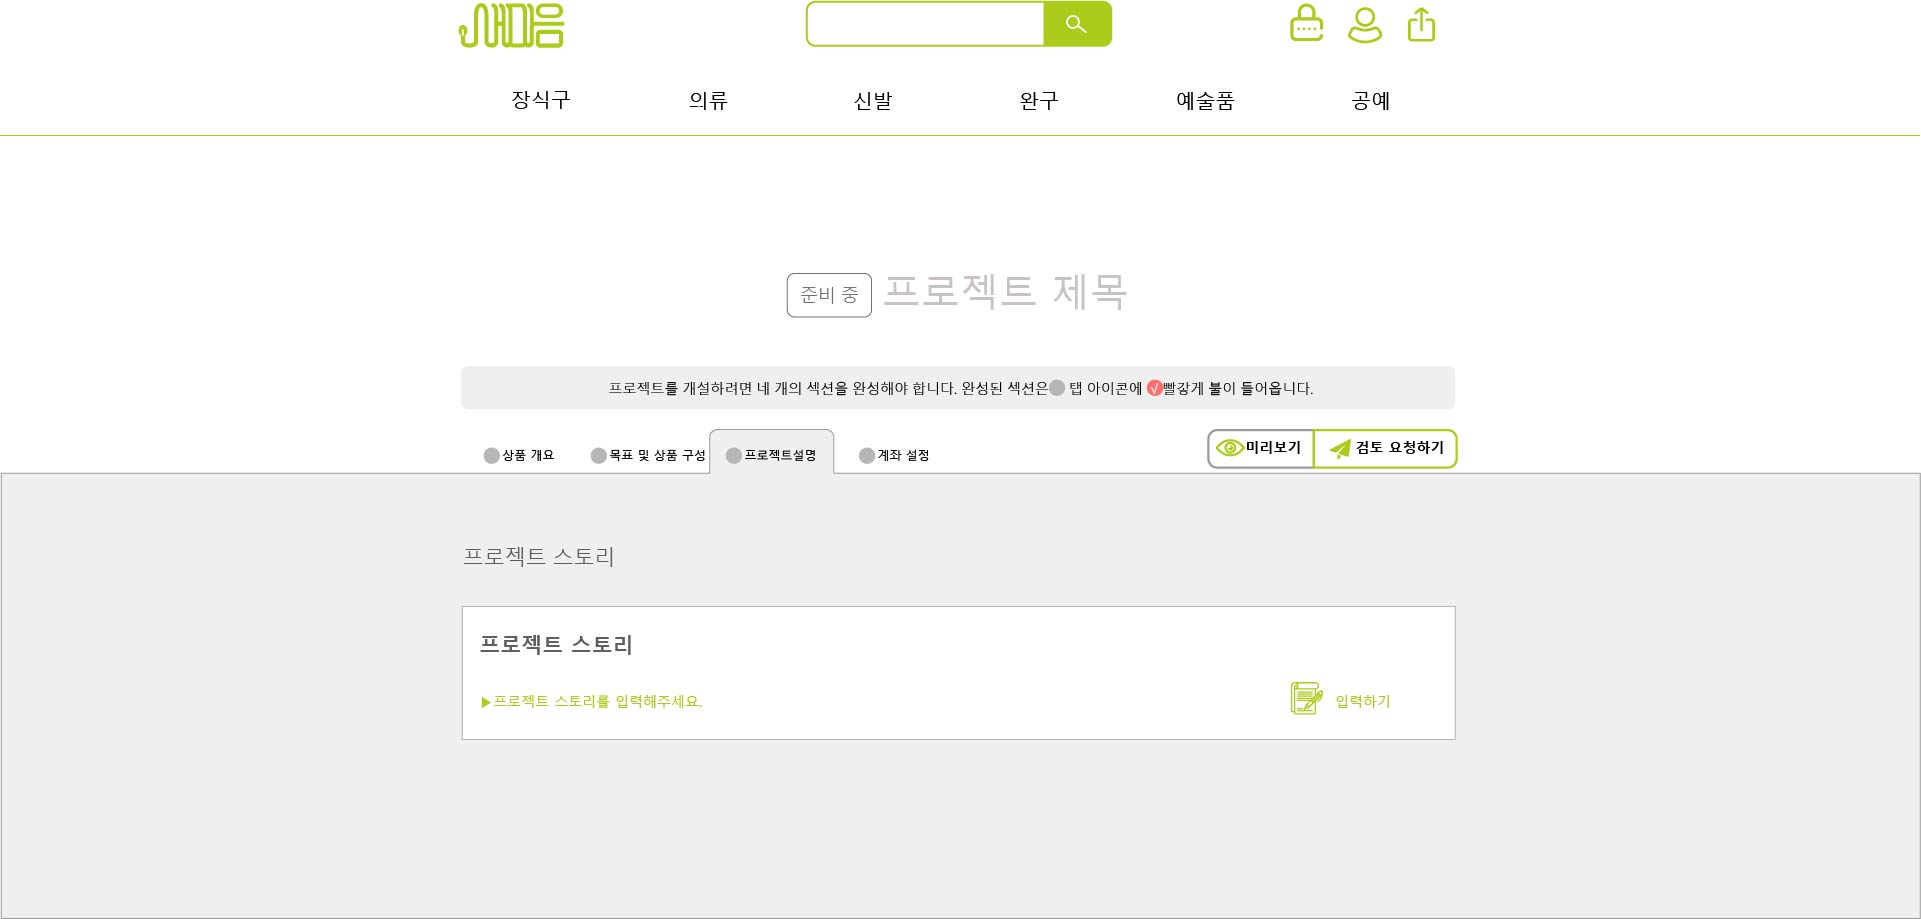 새마음
장식구 의류 신발 완구 예술품 공예
준비 중 프로젝트 제목
프로젝트를 개설하려면 네 개의 섹션을 완성해야 합니다. 완성된 섹션은 탭 아이콘에 √빨갛게 불이 들어옵니다.
상품 개요 목표 및 상품 구성 프로젝트설명 계좌 설정 미리보기 검토 요청하기
프로젝트 스토리
프로젝트 스토리
▶프로젝트 스토리를 입력해주세요. 입력하기